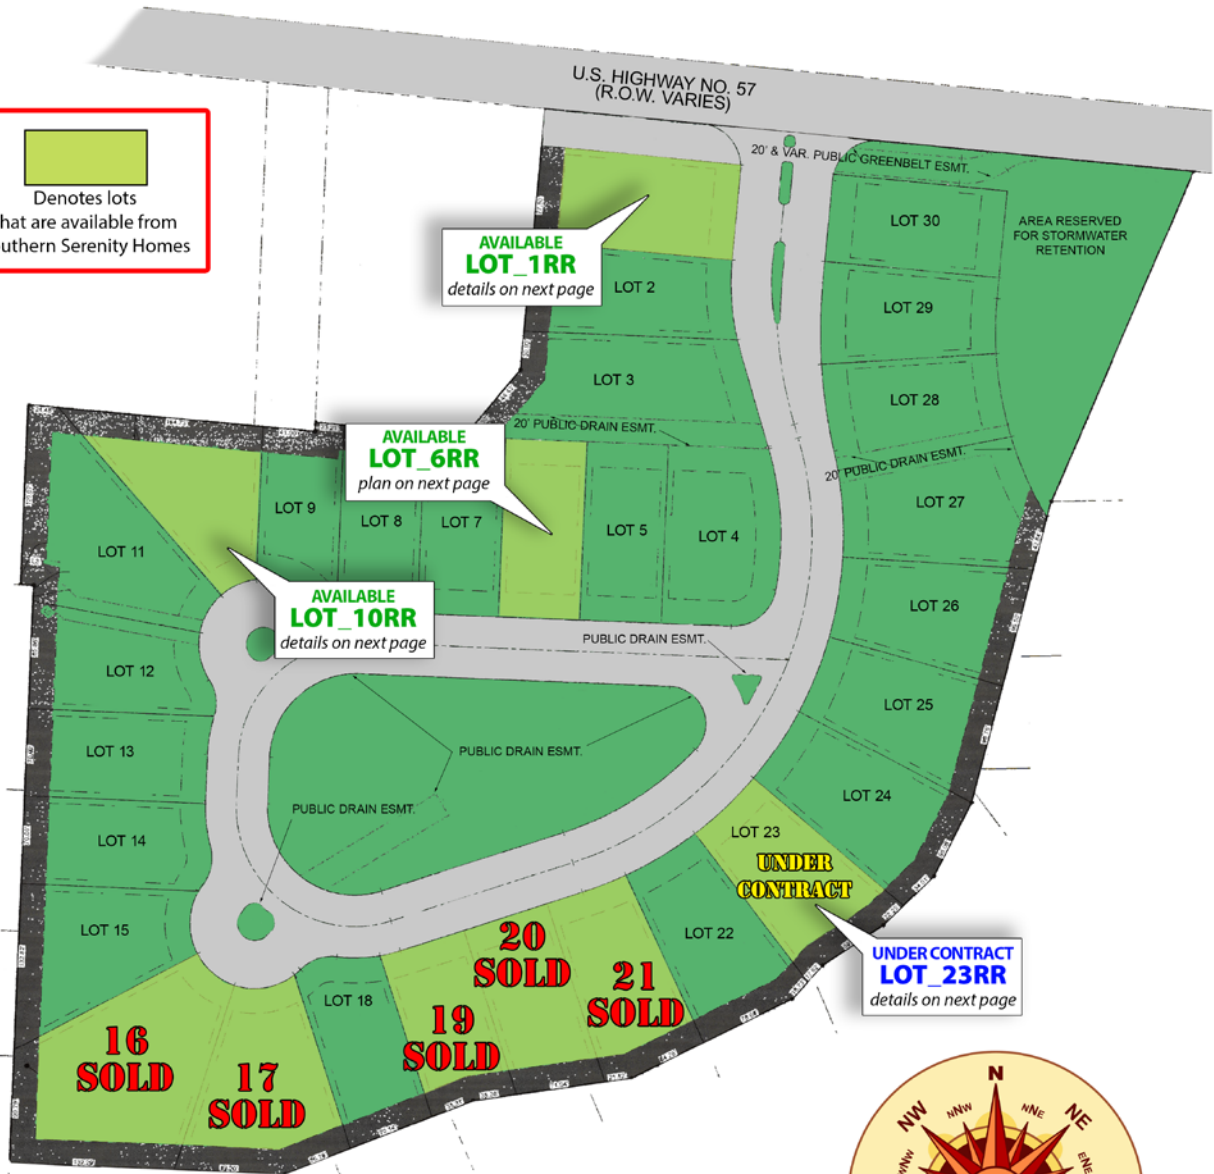 U.S. HIGHWAY NO. 57
(R.O.W. VARIES)
Denotes lots
hat are available from
uthern Serenity Homes
20' & VAR. PUBLIC GREENBELT ESMT.
AREA RESERVED
FOR STORMWATER
RETENTION
LOT 30
AVAILABLE
LOT_1RR
details on next page
LOT 2
LOT 29
LOT 3
LOT 28
20' PUBLIC DRAIN ESMT.
AVAILABLE
LOT_6RR
plan on next page
20' PUBLIC DRAIN ESMT.
LOT 27
LOT 9
LOT 8
LOT 7
LOT 5
LOT 4
LOT 11
AVAILABLE
LOT_10RR
details on next page
LOT 26
PUBLIC DRAIN ESMT.
LOT 12
LOT 25
LOT 13
PUBLIC DRAIN ESMT.
LOT 24
PUBLIC DRAIN ESMT.
LOT 14
LOT 23
UNDER
CONTRACT
LOT 15
LOT 22
20
SOLD
21
SOLD
UNDER CONTRACT
LOT_23RR
details on next page
LOT 18
19
SOLD
16
SOLD
17
SOLD
N
NW
NNW
NNE
NE
ENE